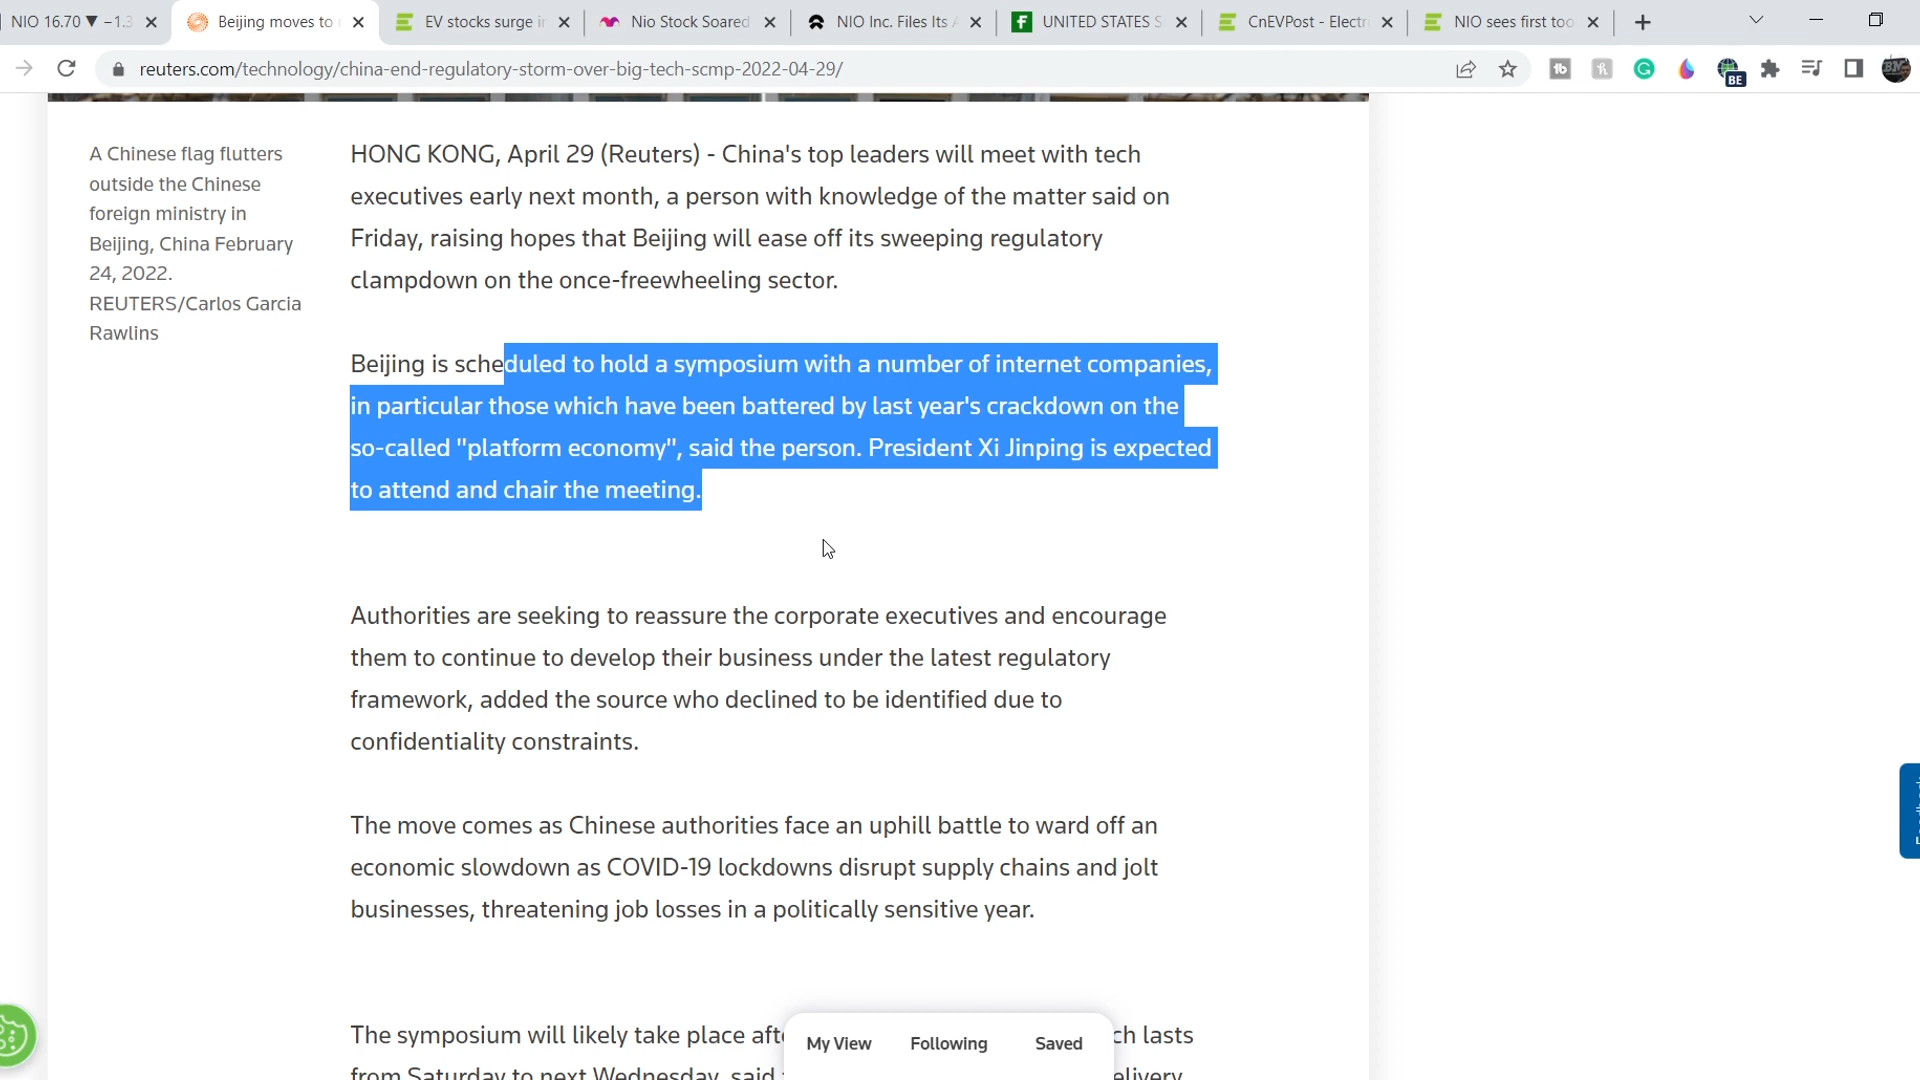 NIO 16.70 ▼ −1.3
Beijing moves to
EV stocks surge in
Nio Stock Soared
NIO Inc. Files Its A
UNITED STATES S
CnEVPost - Electri
NIO sees first too
reuters.com/technology/china-end-regulatory-storm-over-big-tech-scmp-2022-04-29/
BE
A Chinese flag flutters
outside the Chinese
foreign ministry in
Beijing, China February
24, 2022.
REUTERS/Carlos Garcia
Rawlins
HONG KONG, April 29 (Reuters) - China's top leaders will meet with tech
executives early next month, a person with knowledge of the matter said on
Friday, raising hopes that Beijing will ease off its sweeping regulatory
clampdown on the once-freewheeling sector.
Beijing is scheduled to hold a symposium with a number of internet companies,
in particular those which have been battered by last year's crackdown on the
so-called "platform economy", said the person. President Xi Jinping is expected
to attend and chair the meeting.
Authorities are seeking to reassure the corporate executives and encourage
them to continue to develop their business under the latest regulatory
framework, added the source who declined to be identified due to
confidentiality constraints.
The move comes as Chinese authorities face an uphill battle to ward off an
economic slowdown as COVID-19 lockdowns disrupt supply chains and jolt
businesses, threatening job losses in a politically sensitive year.
The symposium will likely take place afte ch lasts
from Saturday to next Wednesday, said
My View Following Saved